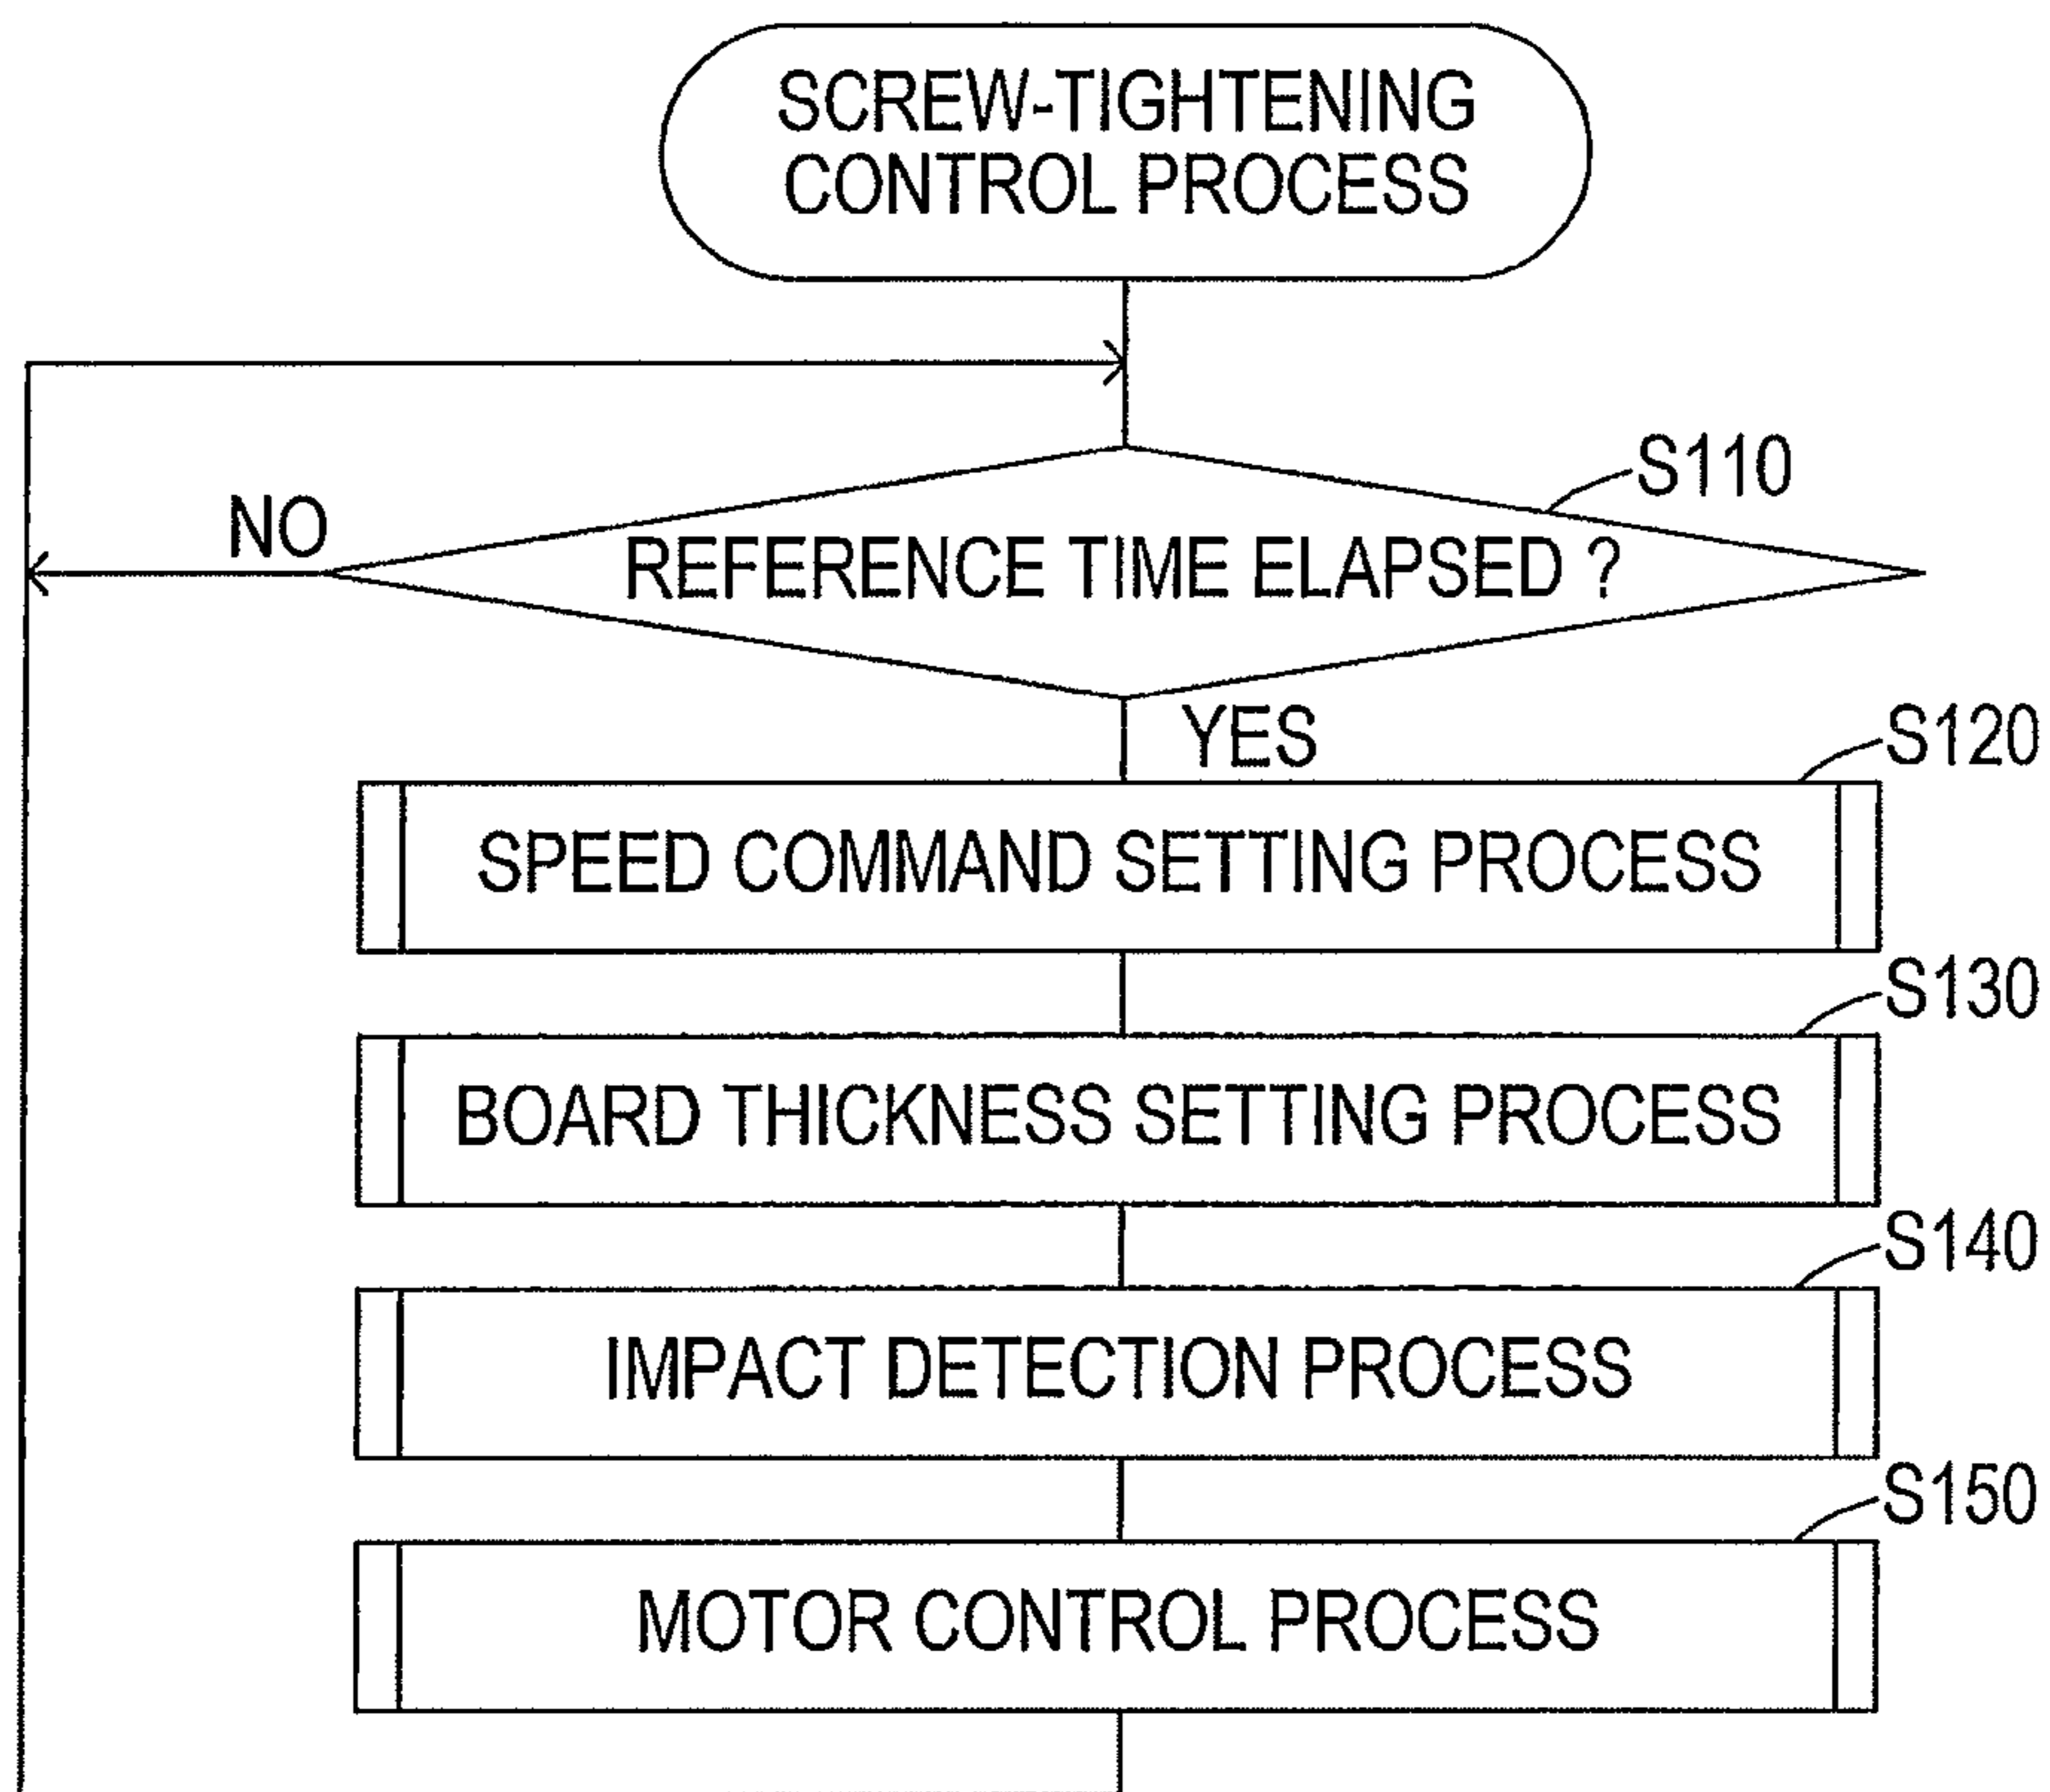 SCREW-TIGHTENING
CONTROL PROCESS
S110
NO
REFERENCE TIME ELAPSED ?
YES
S120
SPEED COMMAND SETTING PROCESS
S130
BOARD THICKNESS SETTING PROCESS
S140
IMPACT DETECTION PROCESS
S150
MOTOR CONTROL PROCESS